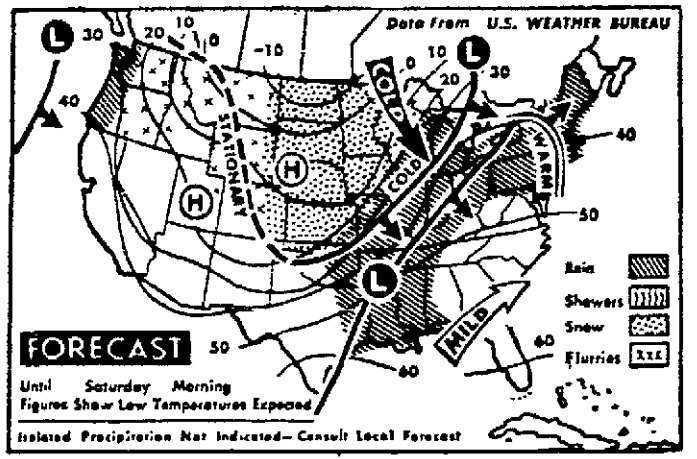 Data From U.S. WEATHER BUREAU
L
30
20
10
0
-10
0
10
20
L
30
40
COLD
STATIONARY
H
H
COLD
WARM
40
50
L
MILD
Rain
Showers
Snow
Flurries
FORECAST
50
60
60
Until Saturday Morning
Figures Show Low Temperatures Expected
Isolated Precipitation Not Indicated– Consult Local Forecast